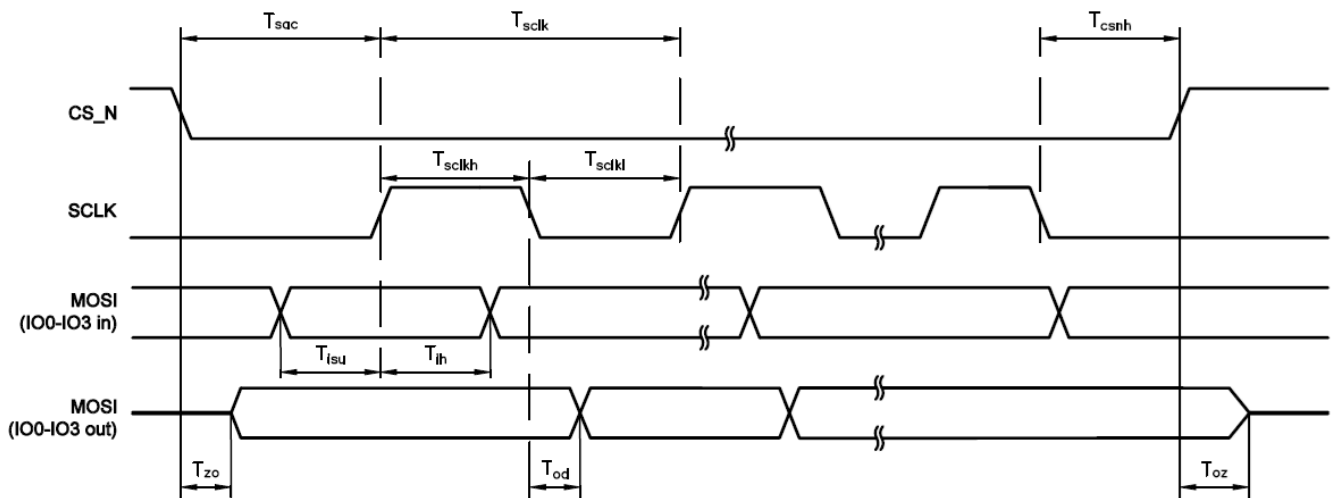 Tsac Tsclk Tcsnh
CS_N
Tsclkh Tsclkl
SCLK
MOSI
(IO0-IO3 in)
Tisu Tih
MOSI
(IO0-IO3 out)
Tzo Tod Toz